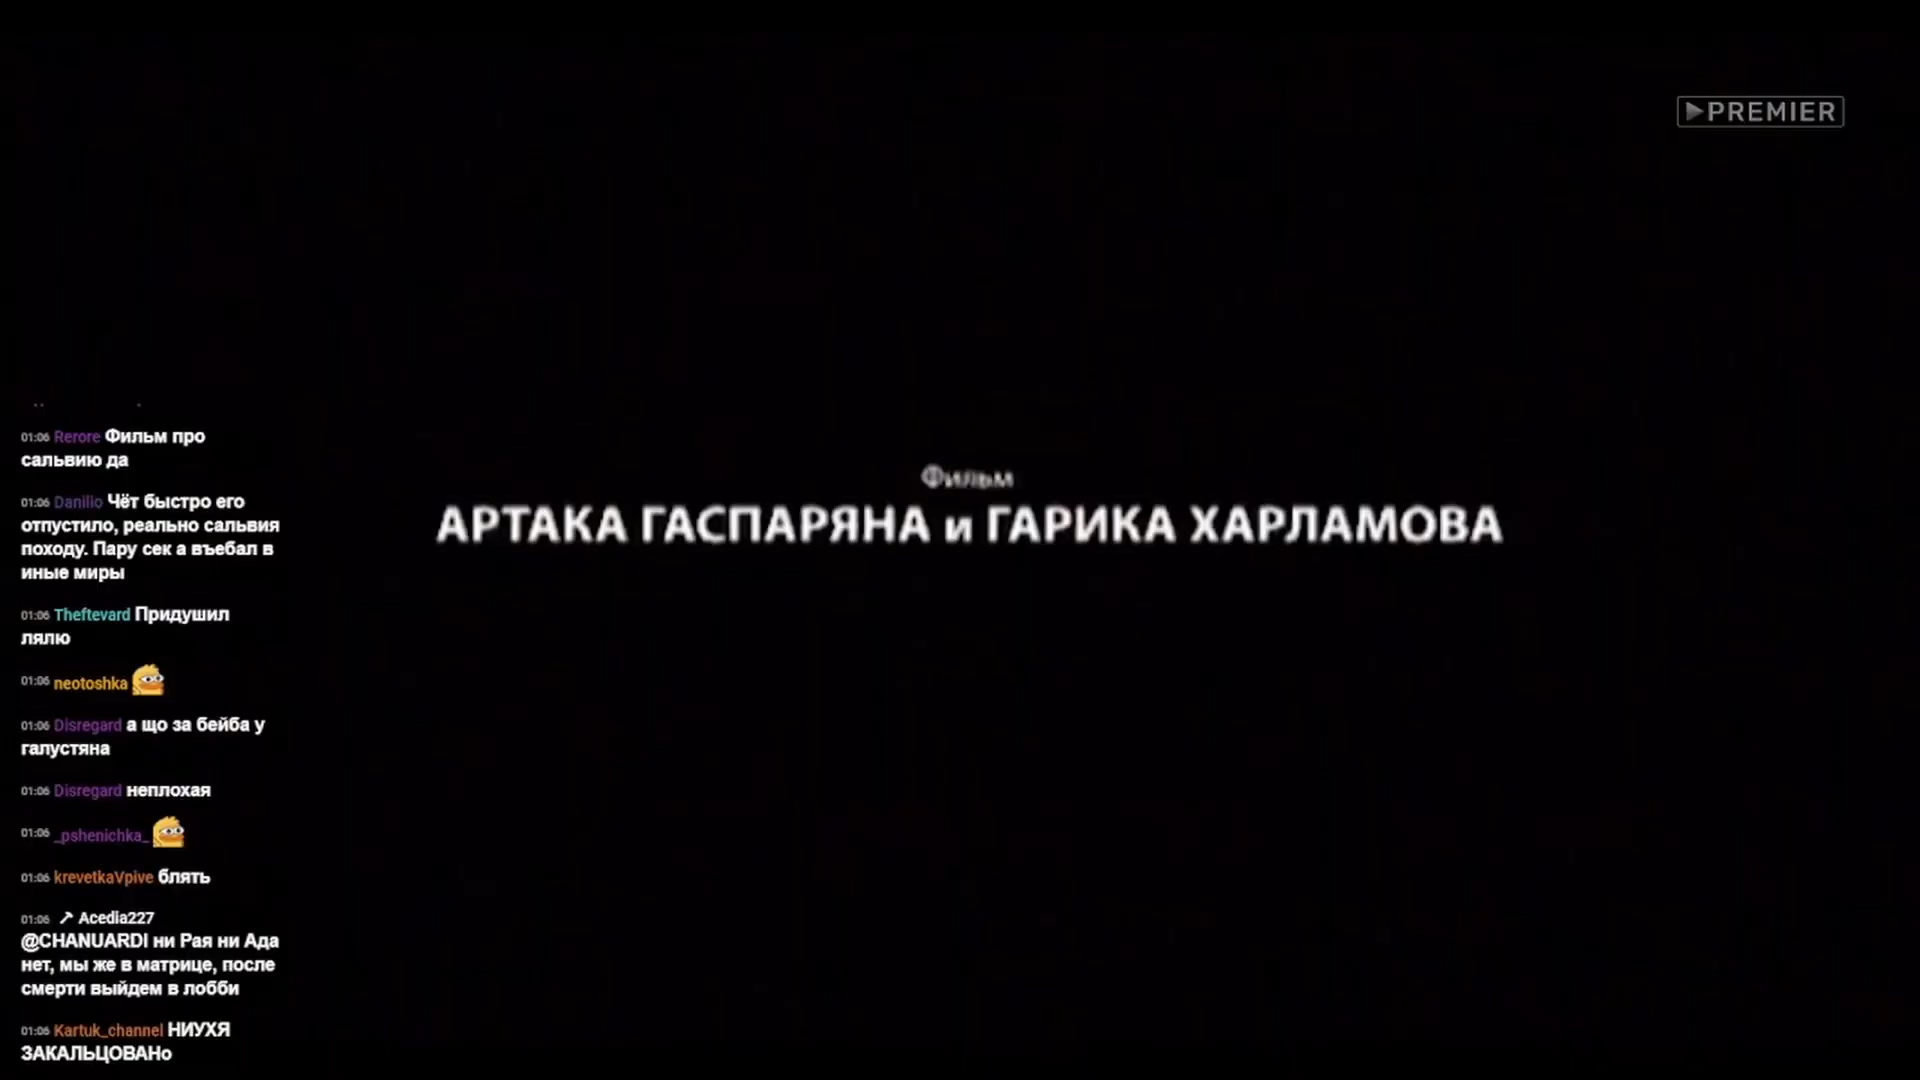 PREMIER
Фильм
АРТАКА ГАСПАРЯНА и ГАРИКА ХАРЛАМОВА
01:06 Rerore Фильм про
сальвию да
01:06 Danilio Чёт быстро его
отпустило, реально сальвия
походу. Пару сек а въебал в
иные миры
01:06 Theftevard Придушил
лялю
01:06 neotoshka
01:06 Disregard а що за бейба у
галустяна
01:06 Disregard неплохая
01:06 _pshenichka_
01:06 krevetkaVpive блять
01:06 Acedia227
@CHANUARDI ни Рая ни Ада
нет, мы же в матрице, после
смерти выйдем в лобби
01:06 Kartuk_channel НИУХЯ
ЗАКАЛЬЦОВАНо